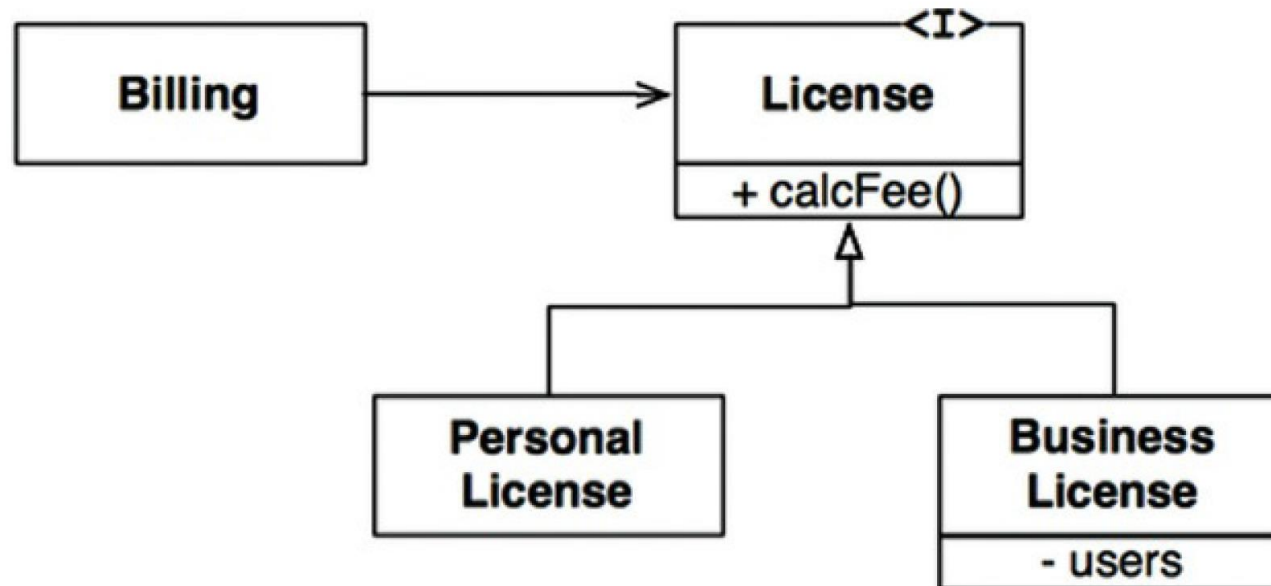 <I>
Billing
License
+ calcFee()
Personal
License
Business
License
- users